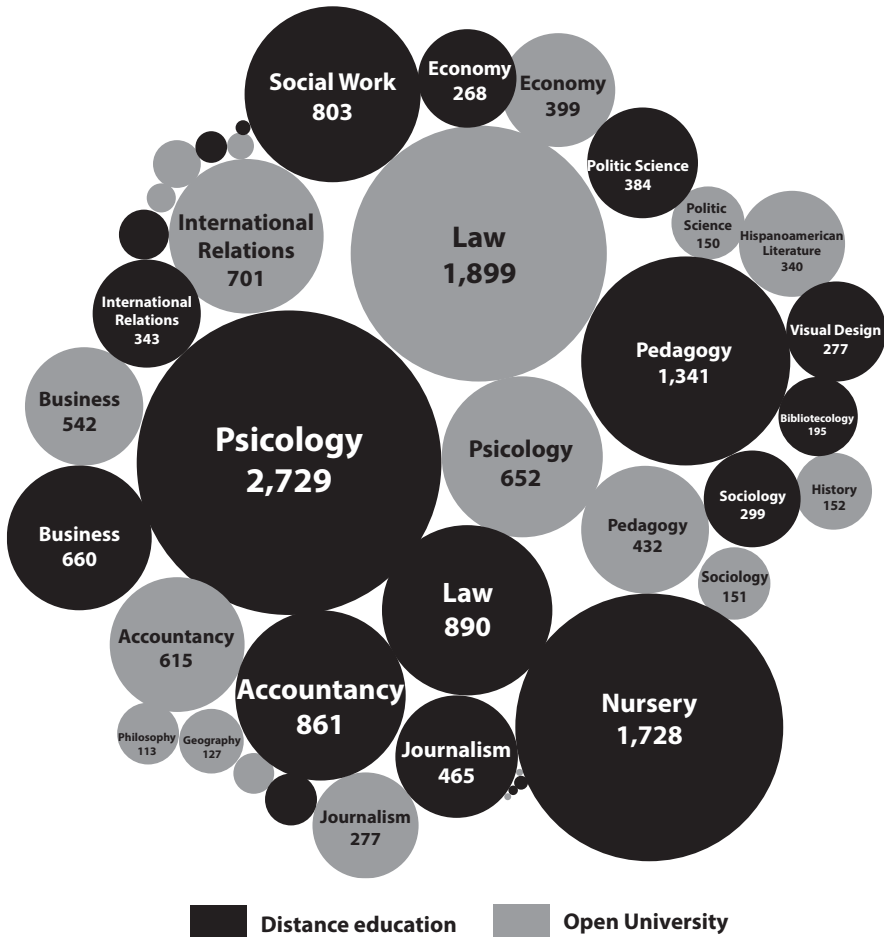 Social Work
803
Economy
268
Economy
399
Politic Science
384
Politic
Science
150
Hispanoamerican
Literature
340
International
Relations
701
Law
1,899
International
Relations
343
Pedagogy
1,341
Visual Design
277
Business
542
Bibliotecology
195
Psicology
2,729
Psicology
652
Sociology
299
History
152
Business
660
Pedagogy
432
Sociology
151
Law
890
Accountancy
615
Accountancy
861
Nursery
1,728
Philosophy
113
Geography
127
Journalism
465
Journalism
277
Distance education
Open University